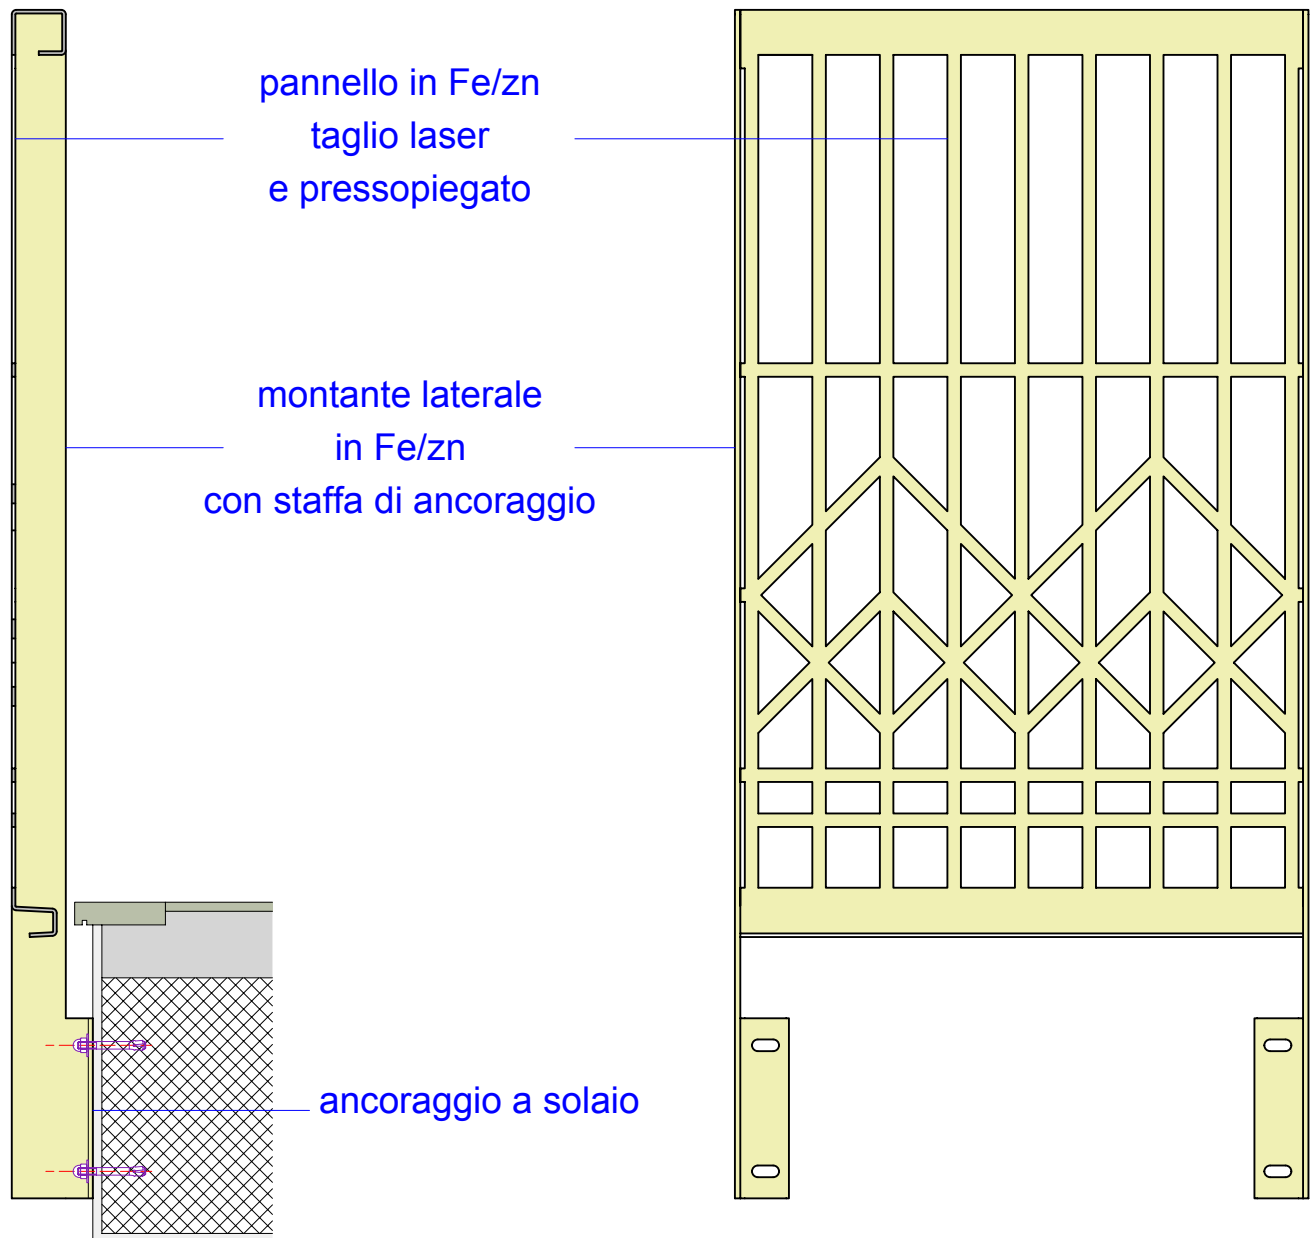 pannello in Fe/zn
taglio laser
e pressopiegato
montante laterale
in Fe/zn
con staffa di ancoraggio
ancoraggio a solaio